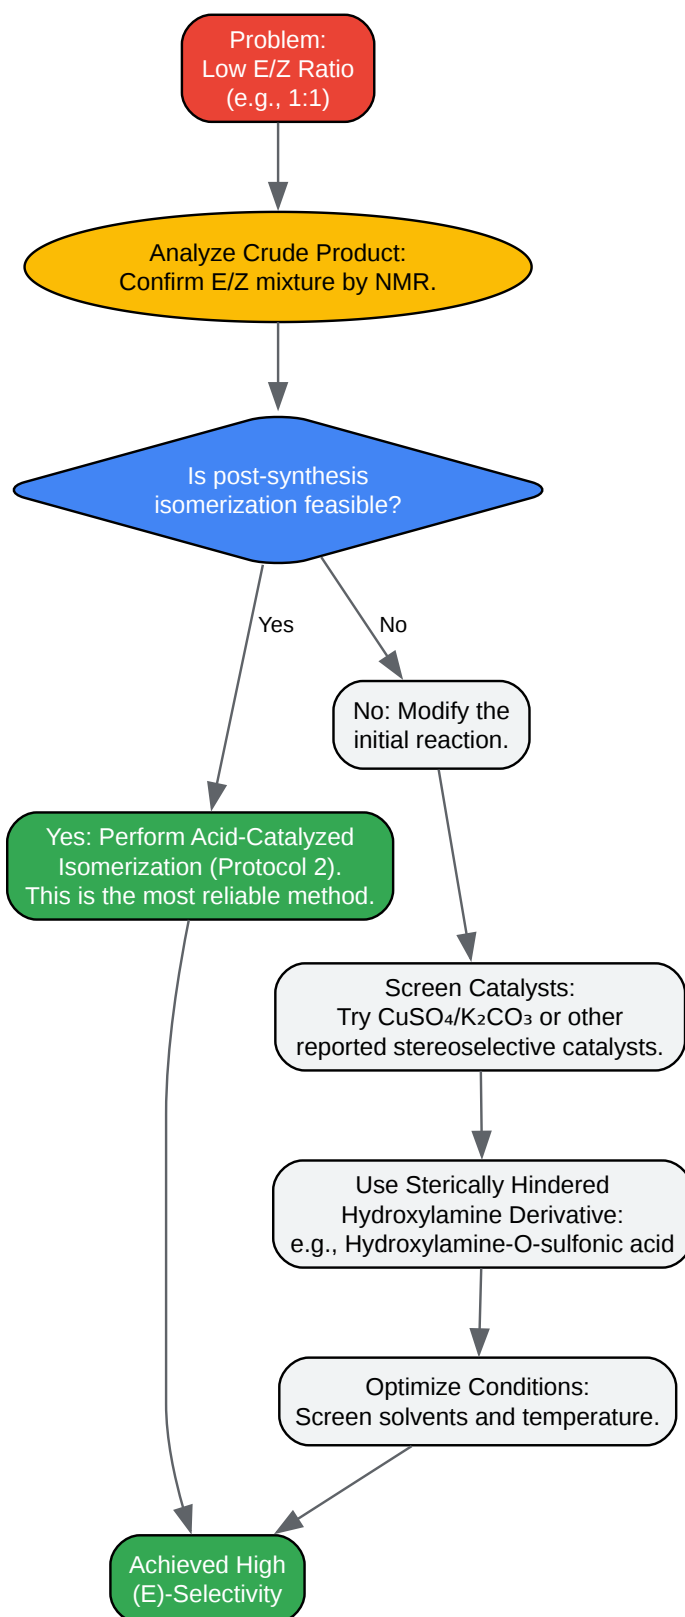 Problem:
Low E/Z Ratio
(e.g., 1:1)
Analyze Crude Product:
Confirm E/Z mixture by NMR.
Is post-synthesis
isomerization feasible?
Yes
No
No: Modify the
initial reaction.
Yes: Perform Acid-Catalyzed
Isomerization (Protocol 2).
This is the most reliable method.
Screen Catalysts:
Try CuSO₄/K₂CO₃ or other
reported stereoselective catalysts.
Use Sterically Hindered
Hydroxylamine Derivative:
e.g., Hydroxylamine-O-sulfonic acid
Optimize Conditions:
Screen solvents and temperature.
Achieved High
(E)-Selectivity